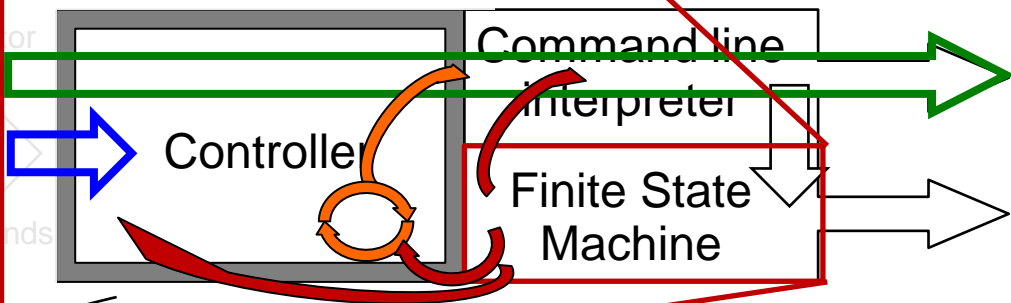 Command line
interpreter
Controller
Finite State
Machine